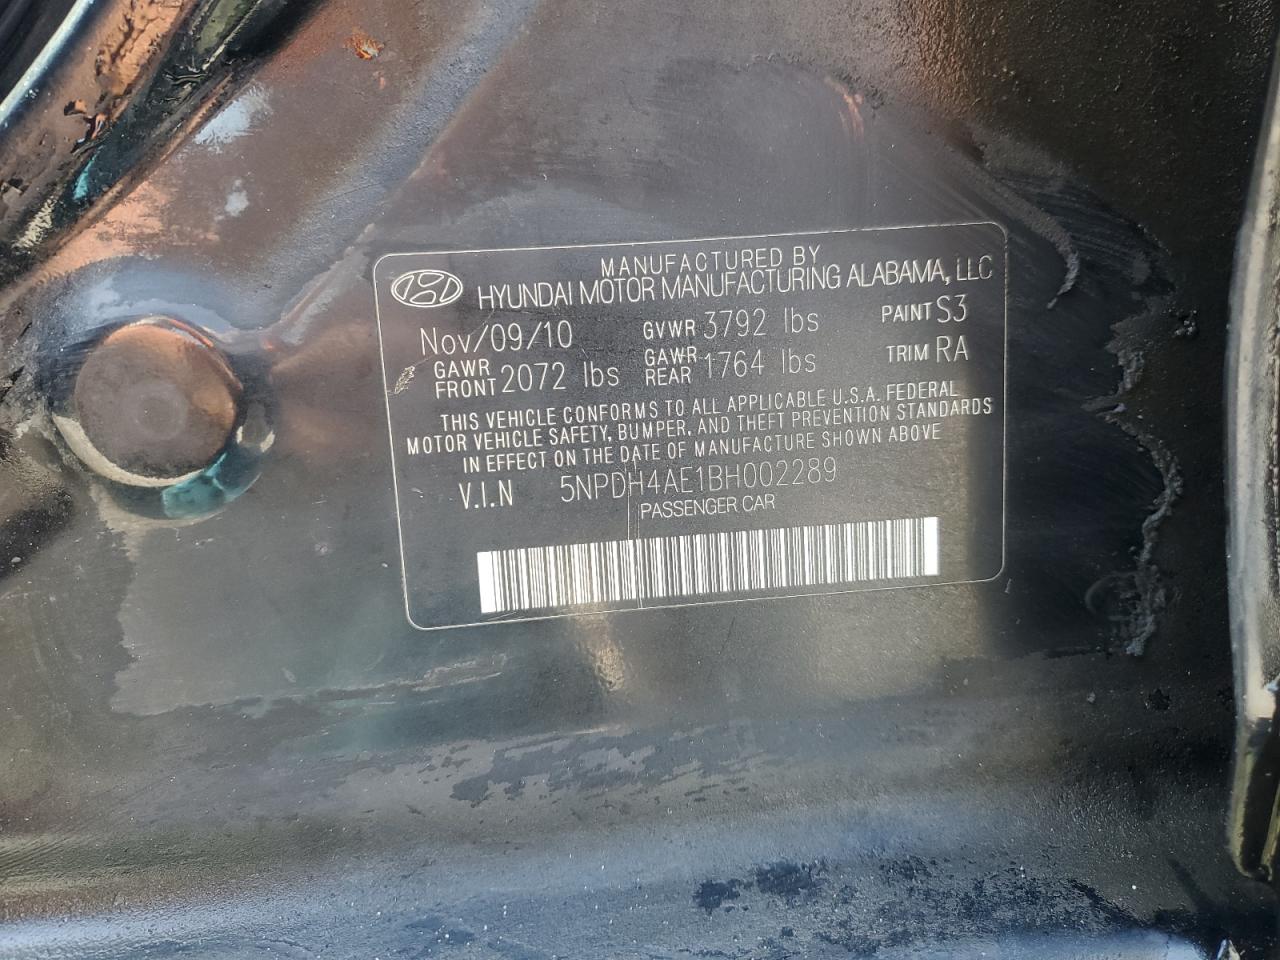 MANUFACTURED BY
HYUNDAI MOTOR MANUFACTURING ALABAMA, LLC
Nov/09/10 GVWR 3792 lbs PAINT S3
GAWR FRONT 2072 lbs GAWR REAR 1764 lbs TRIM RA
THIS VEHICLE CONFORMS TO ALL APPLICABLE U.S.A. FEDERAL
MOTOR VEHICLE SAFETY, BUMPER, AND THEFT PREVENTION STANDARDS
IN EFFECT ON THE DATE OF MANUFACTURE SHOWN ABOVE
V.I.N 5NPDH4AE1BH002289
PASSENGER CAR